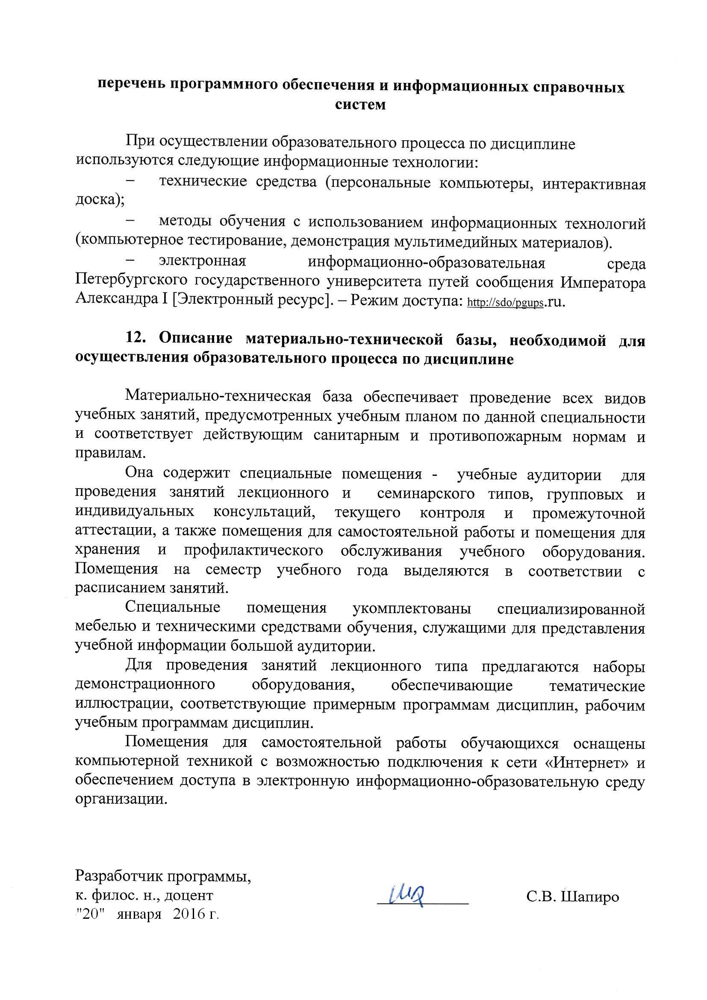 перечень программного обеспечения и информационных справочных
систем
При осуществлении образовательного процесса по дисциплине
используются следующие информационные технологии:
– технические средства (персональные компьютеры, интерактивная
доска);
– методы обучения с использованием информационных технологий
(компьютерное тестирование, демонстрация мультимедийных материалов).
– электронная информационно-образовательная среда
Петербургского государственного университета путей сообщения Императора
Александра I [Электронный ресурс]. – Режим доступа: http://sdo/pgups.ru.
12. Описание материально-технической базы, необходимой для
осуществления образовательного процесса по дисциплине
Материально-техническая база обеспечивает проведение всех видов
учебных занятий, предусмотренных учебным планом по данной специальности
и соответствует действующим санитарным и противопожарным нормам и
правилам.
Она содержит специальные помещения - учебные аудитории для
проведения занятий лекционного и семинарского типов, групповых и
индивидуальных консультаций, текущего контроля и промежуточной
аттестации, а также помещения для самостоятельной работы и помещения для
хранения и профилактического обслуживания учебного оборудования.
Помещения на семестр учебного года выделяются в соответствии с
расписанием занятий.
Специальные помещения укомплектованы специализированной
мебелью и техническими средствами обучения, служащими для представления
учебной информации большой аудитории.
Для проведения занятий лекционного типа предлагаются наборы
демонстрационного оборудования, обеспечивающие тематические
иллюстрации, соответствующие примерным программам дисциплин, рабочим
учебным программам дисциплин.
Помещения для самостоятельной работы обучающихся оснащены
компьютерной техникой с возможностью подключения к сети «Интернет» и
обеспечением доступа в электронную информационно-образовательную среду
организации.
Разработчик программы,
к. филос. н., доцент С.В. Шапиро
"20" января 2016 г.